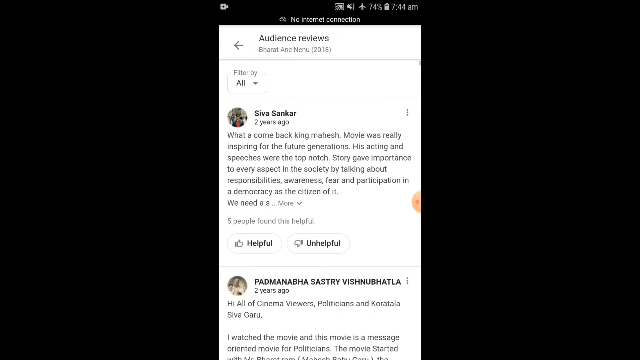 74% 7:44 am
No internet connection
Audience reviews
Bharat Ane Nenu (2018)
Filter by
All
Siva Sankar
2 years ago
What a come back king mahesh. Movie was really
inspiring for the future generations. His acting and
speeches were the top notch. Story gave importance
to every aspect in the society by talking about
responsibilities, awareness, fear and participation in
a democracy as the citizen of it.
We need a s ...More
5 people found this helpful.
Helpful
Unhelpful
PADMANABHA SASTRY VISHNUBHATLA
2 years ago
Hi All of Cinema Viewers, Politicians and Koratala
Siva Garu,
I watched the movie and this movie is a message
oriented movie for Politicians. The movie Started
with Mr. Bharat ram ( Mahesh Babu Garu ), the